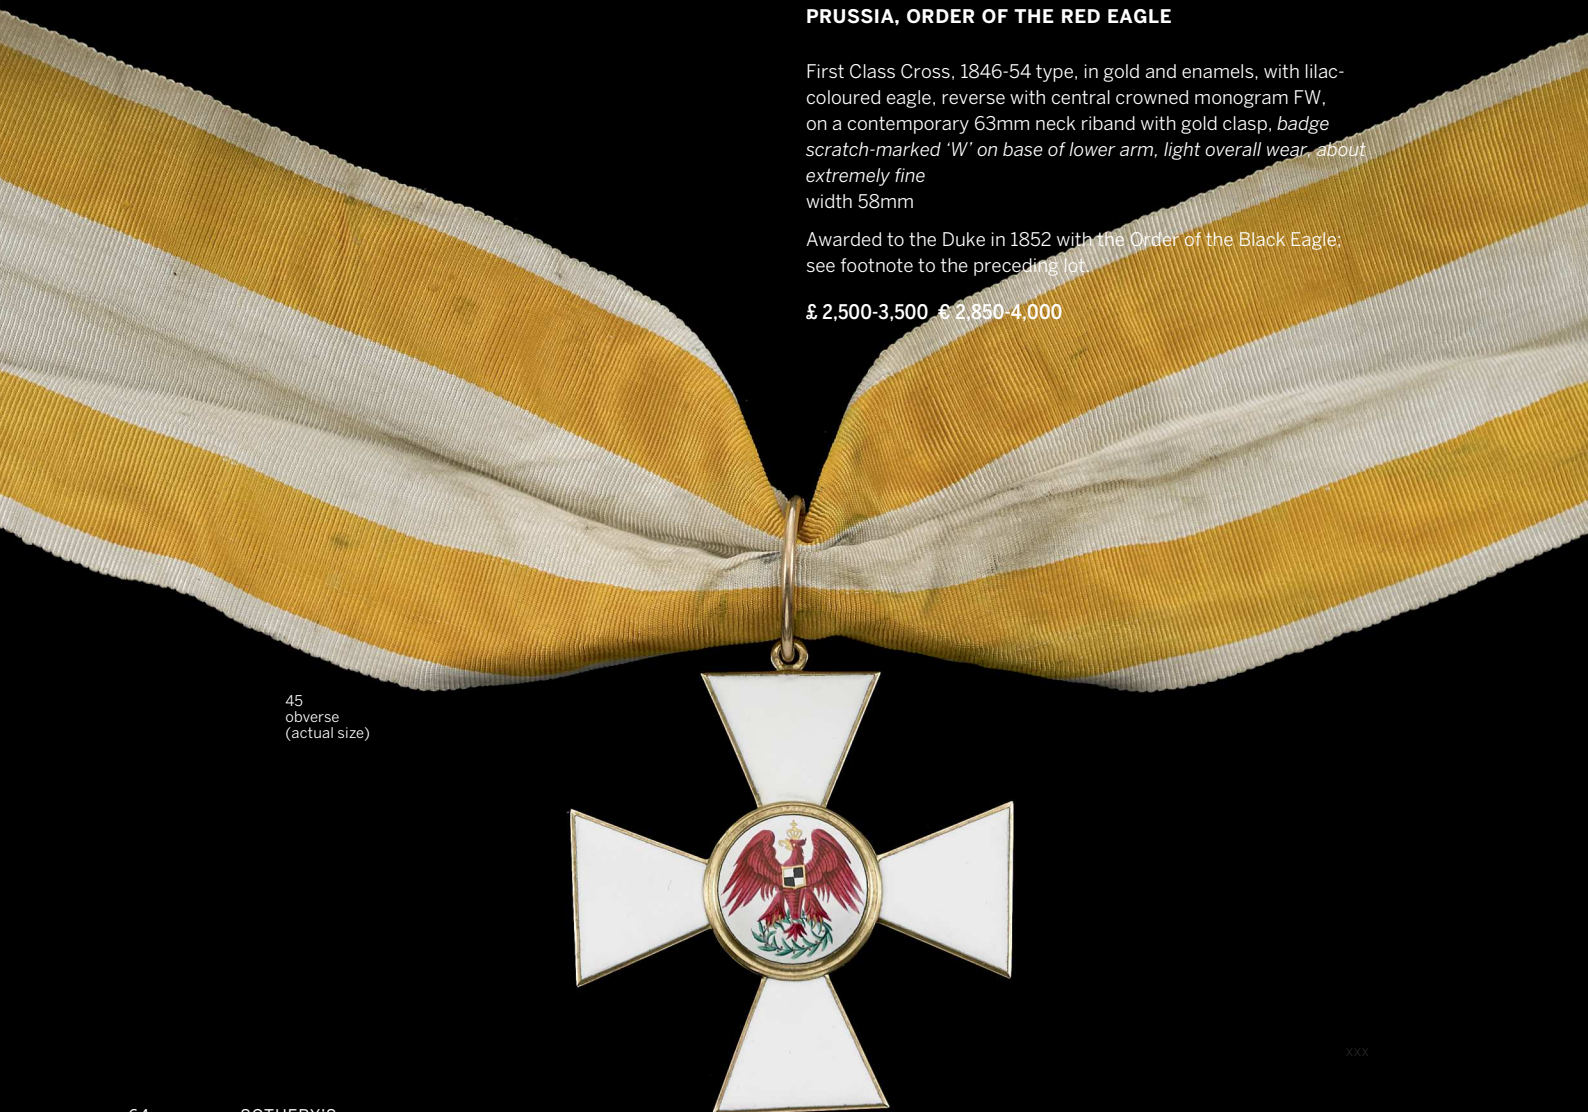 PRUSSIA, ORDER OF THE RED EAGLE
First Class Cross, 1846-54 type, in gold and enamels, with lilac-
coloured eagle, reverse with central crowned monogram FW,
on a contemporary 63mm neck riband with gold clasp, badge
scratch-marked ‘W’ on base of lower arm, light overall wear, about
extremely fine
width 58mm
Awarded to the Duke in 1852 with the Order of the Black Eagle;
see footnote to the preceding lot.
£ 2,500-3,500 € 2,850-4,000
45
obverse
(actual size)
xxx
64 SOTHEBY’S